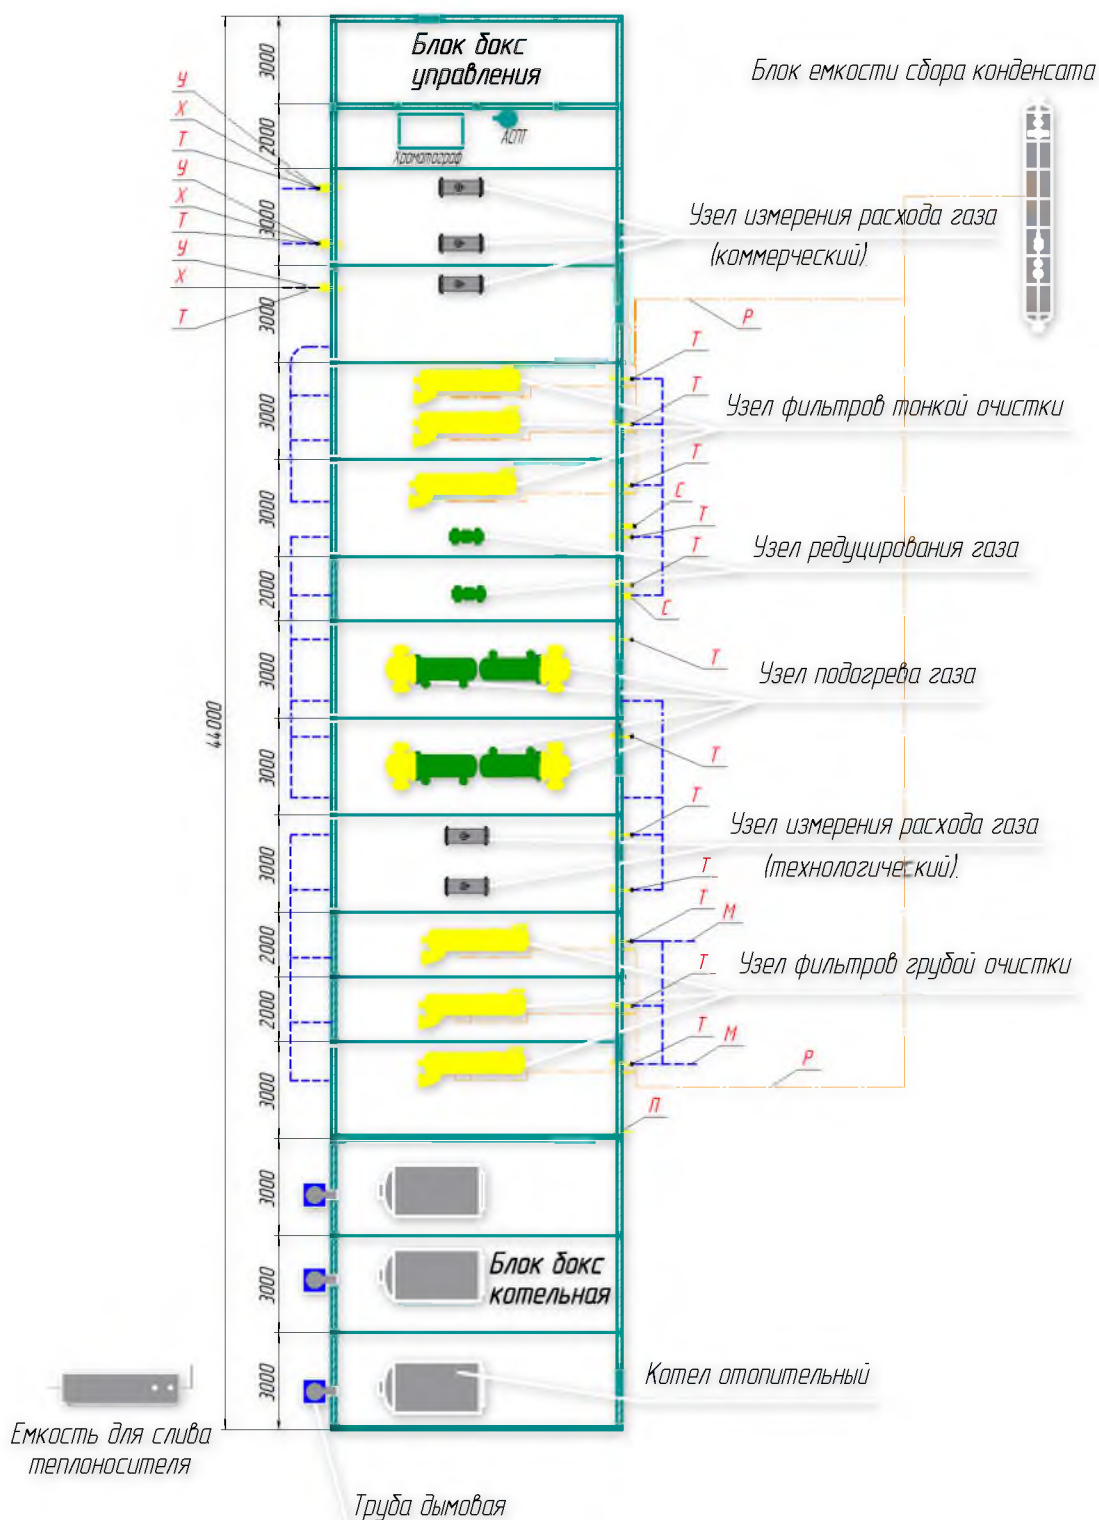 Блок бокс
управления
Блок емкости сбора конденсата
3000
У
Х
Т
У
Х
Т
У
Х
Т
2000
АСПТ
Хроматограф
3000
Узел измерения расхода газа
(коммерческий).
3000
Р
Т
Т
3000
Узел фильтров тонкой очистки
Т
С
Т
3000
Т
Узел редуцирования газа
2000
С
Т
3000
Узел подогрева газа
44000
3000
Т
Т
Узел измерения расхода газа
(технологический).
3000
Т
Т
М
2000
Т
Узел фильтров грубой очистки
2000
Т
М
Р
3000
П
3000
Блок бокс
котельная
3000
3000
Котел отопительный
Емкость для слива
теплоносителя
Труба дымовая